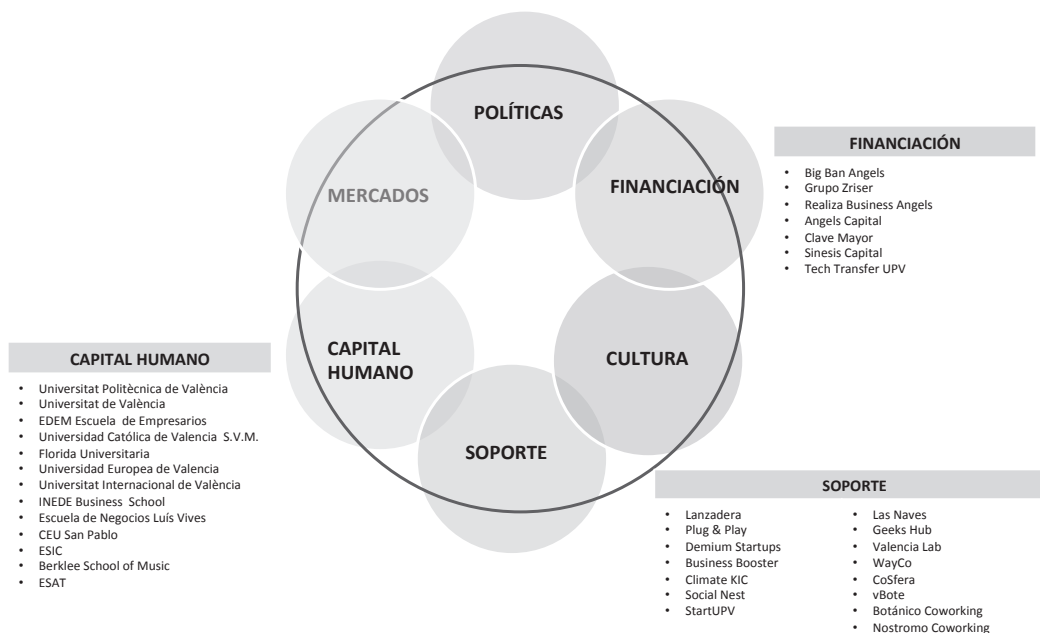 POLÍTICAS
FINANCIACIÓN
MERCADOS
CAPITAL
HUMANO
CULTURA
SOPORTE
FINANCIACIÓN
• Big Ban Angels
• Grupo Zriser
• Realiza Business Angels
• Angels Capital
• Clave Mayor
• Sinesis Capital
• Tech Transfer UPV
CAPITAL HUMANO
• Universitat Politècnica de València
• Universitat de València
• EDEM Escuela de Empresarios
• Universidad Católica de Valencia S.V.M.
• Florida Universitaria
• Universidad Europea de Valencia
• Universitat Internacional de València
• INEDE Business School
• Escuela de Negocios Luís Vives
• CEU San Pablo
• ESIC
• Berklee School of Music
• ESAT
SOPORTE
• Lanzadera
• Plug & Play
• Demium Startups
• Business Booster
• Climate KIC
• Social Nest
• StartUPV
• Las Naves
• Geeks Hub
• Valencia Lab
• WayCo
• CoSfera
• vBote
• Botánico Coworking
• Nostromo Coworking